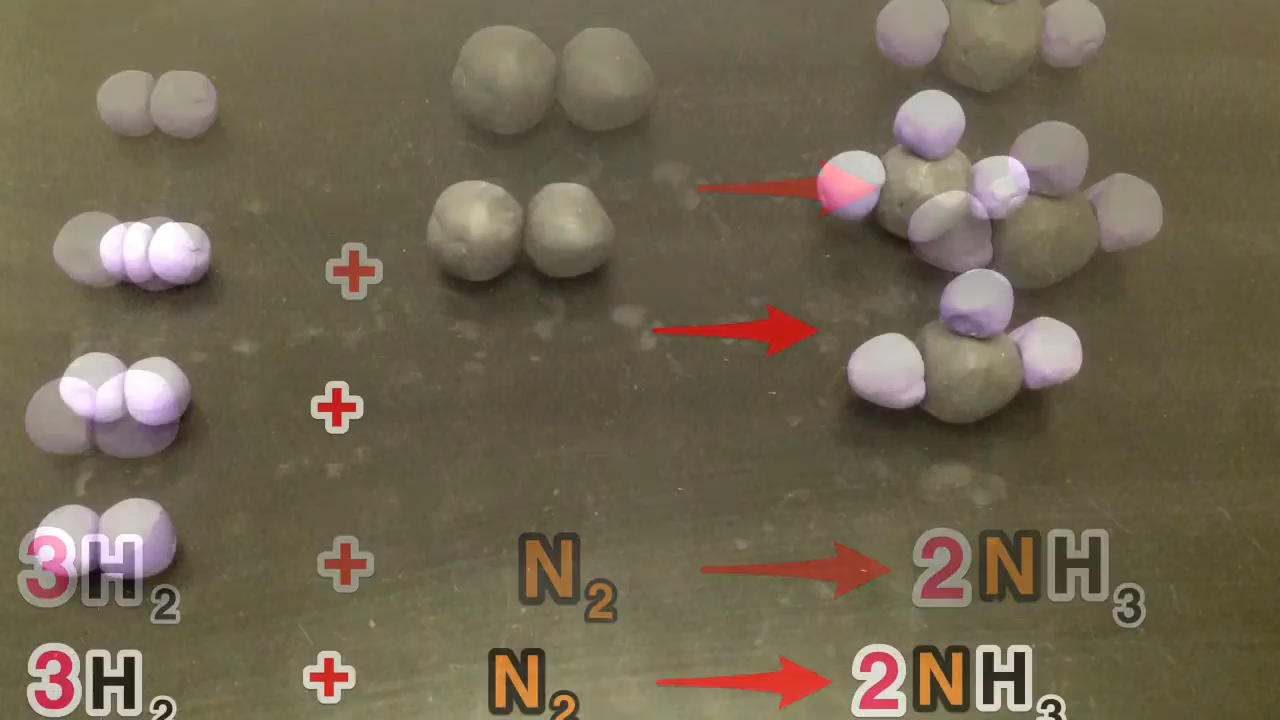 +
+
3H₂ + N₂ 2NH₃
3H₂ + N₂ 2NH₃